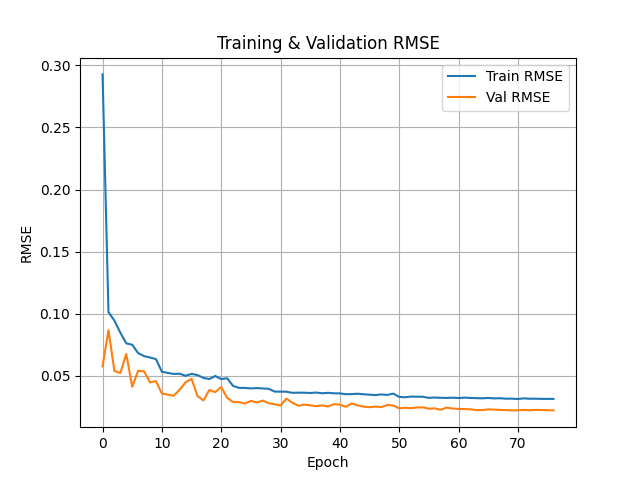 Training & Validation RMSE
Train RMSE
Val RMSE
RMSE
0.30
0.25
0.20
0.15
0.10
0.05
0 10 20 30 40 50 60 70
Epoch